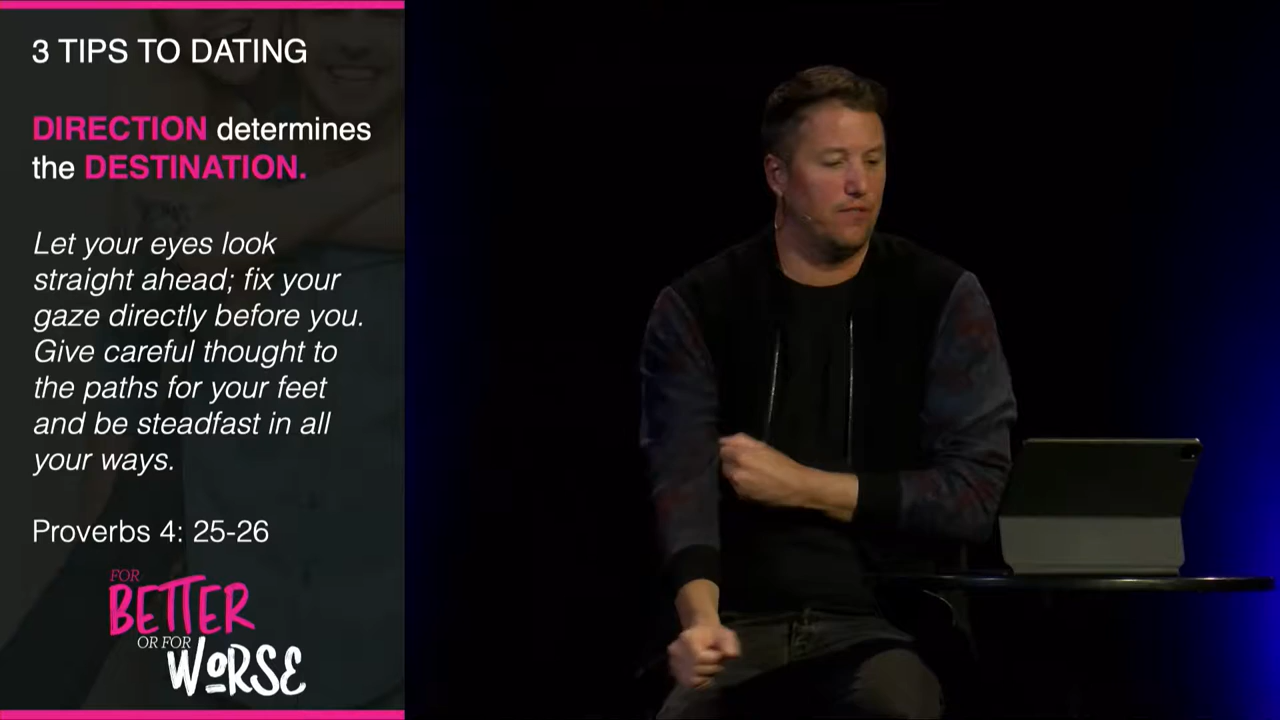 3 TIPS TO DATING
DIRECTION determines
the DESTINATION.
Let your eyes look
straight ahead; fix your
gaze directly before you.
Give careful thought to
the paths for your feet
and be steadfast in all
your ways.
Proverbs 4: 25-26
FOR
BETTER
OR FOR
WORSE